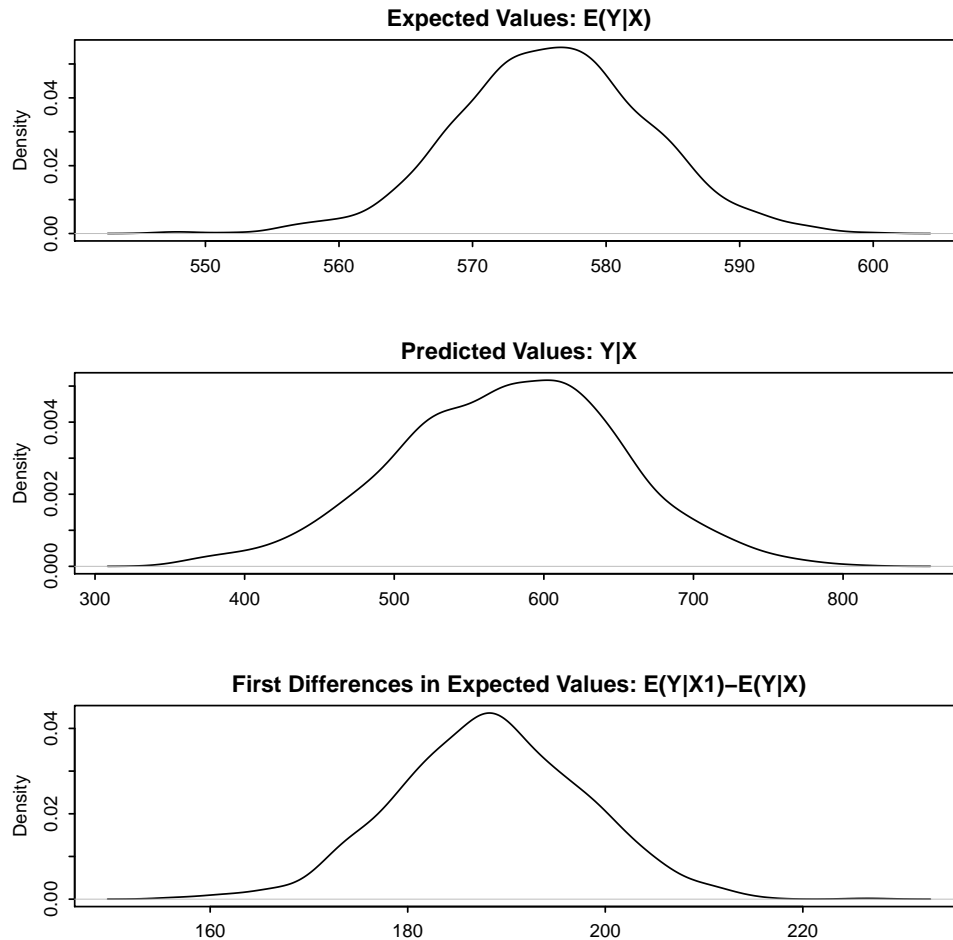 Expected Values: E(Y|X)
Density
0.00 0.02 0.04
550 560 570 580 590 600
Predicted Values: Y|X
Density
0.000 0.002 0.004
300 400 500 600 700 800
First Differences in Expected Values: E(Y|X1)−E(Y|X)
Density
0.00 0.02 0.04
160 180 200 220